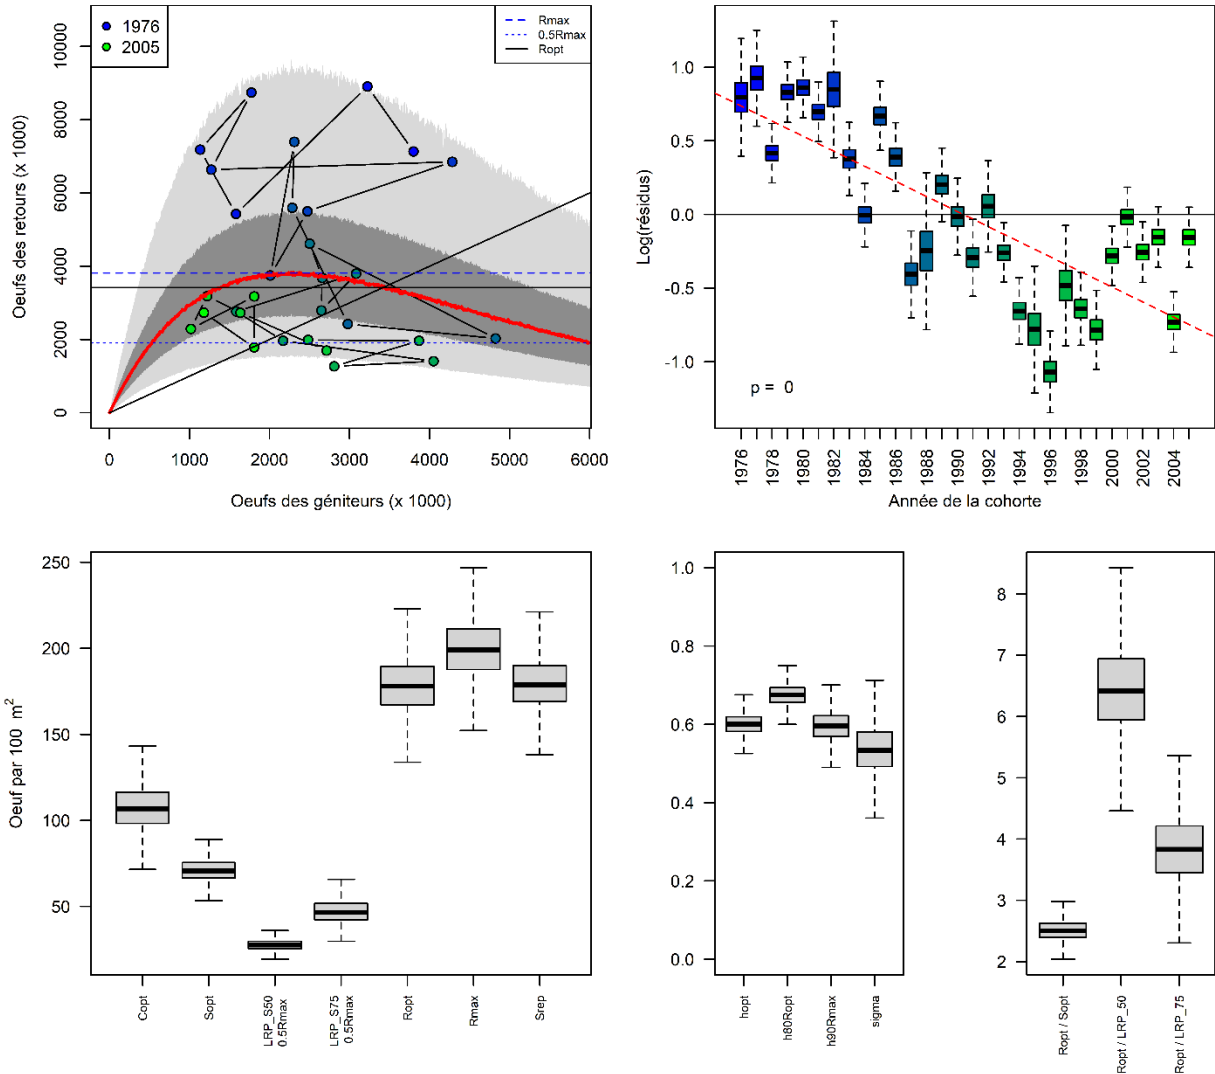 1976
2005
Rmax
0.5Rmax
Ropt
Oeufs des retours (x 1000)
10000
8000
6000
4000
2000
0
0 1000 2000 3000 4000 5000 6000
Oeufs des géniteurs (x 1000)
Log(résidus)
1.0
0.5
0.0
-0.5
-1.0
p = 0
1976 1978 1980 1982 1984 1986 1988 1990 1992 1994 1996 1998 2000 2002 2004
Année de la cohorte
Oeuf par 100 m²
250
200
150
100
50
Copt
Sopt
LRP_S50
0.5Rmax
LRP_S75
0.5Rmax
Ropt
Rmax
Srep
1.0
0.8
0.6
0.4
0.2
0.0
hopt
h80Ropt
h90Rmax
sigma
8
7
6
5
4
3
2
Ropt / Sopt
Ropt / LRP_50
Ropt / LRP_75